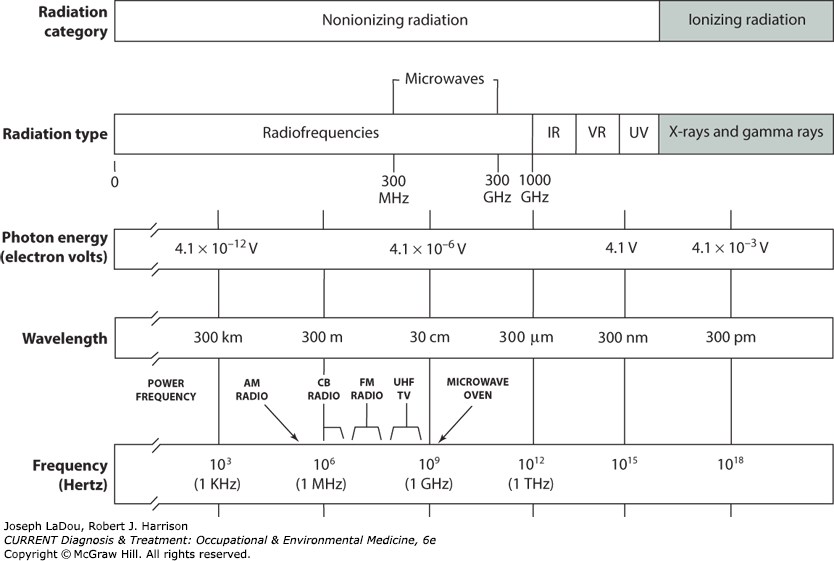 Radiation
category
Nonionizing radiation
Ionizing radiation
Microwaves
Radiation type
Radiofrequencies
IR
VR
UV
X-rays and gamma rays
0
300
MHz
300
GHz
1000
GHz
Photon energy
(electron volts)
4.1 × 10⁻¹² V
4.1 × 10⁻⁶ V
4.1 V
4.1 × 10⁻³ V
Wavelength
300 km
300 m
30 cm
300 μm
300 nm
300 pm
POWER
FREQUENCY
AM
RADIO
CB
RADIO
FM
RADIO
UHF
TV
MICROWAVE
OVEN
Frequency
(Hertz)
10³
(1 KHz)
10⁶
(1 MHz)
10⁹
(1 GHz)
10¹²
(1 THz)
10¹⁵
10¹⁸
Joseph LaDou, Robert J. Harrison
CURRENT Diagnosis & Treatment: Occupational & Environmental Medicine, 6e
Copyright © McGraw Hill. All rights reserved.